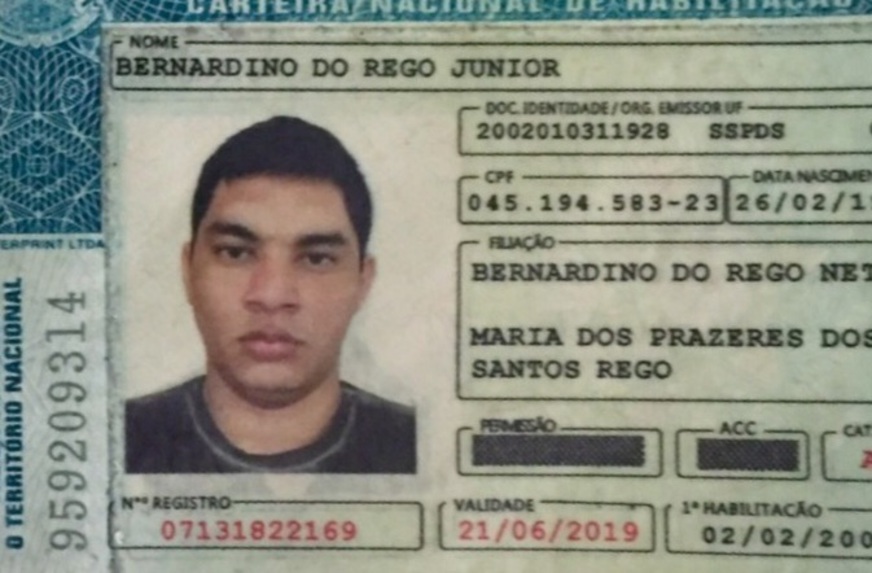 CARTEIRA NACIONAL DE HABILITAÇÃO
NOME
BERNARDINO DO REGO JUNIOR
DOC. IDENTIDADE / ORG. EMISSOR UF
2002010311928 SSPDS
CPF
045.194.583-23
26/02/1
FILIAÇÃO
BERNARDINO DO REGO NET
MARIA DOS PRAZERES DOS
SANTOS REGO
PERMISSÃO
ACC
CAT
Nº REGISTRO
07131822169
VALIDADE
21/06/2019
1ª HABILITAÇÃO
02/02/200
ERPRINT LTDA
O TERRITÓRIO NACIONAL
959209314